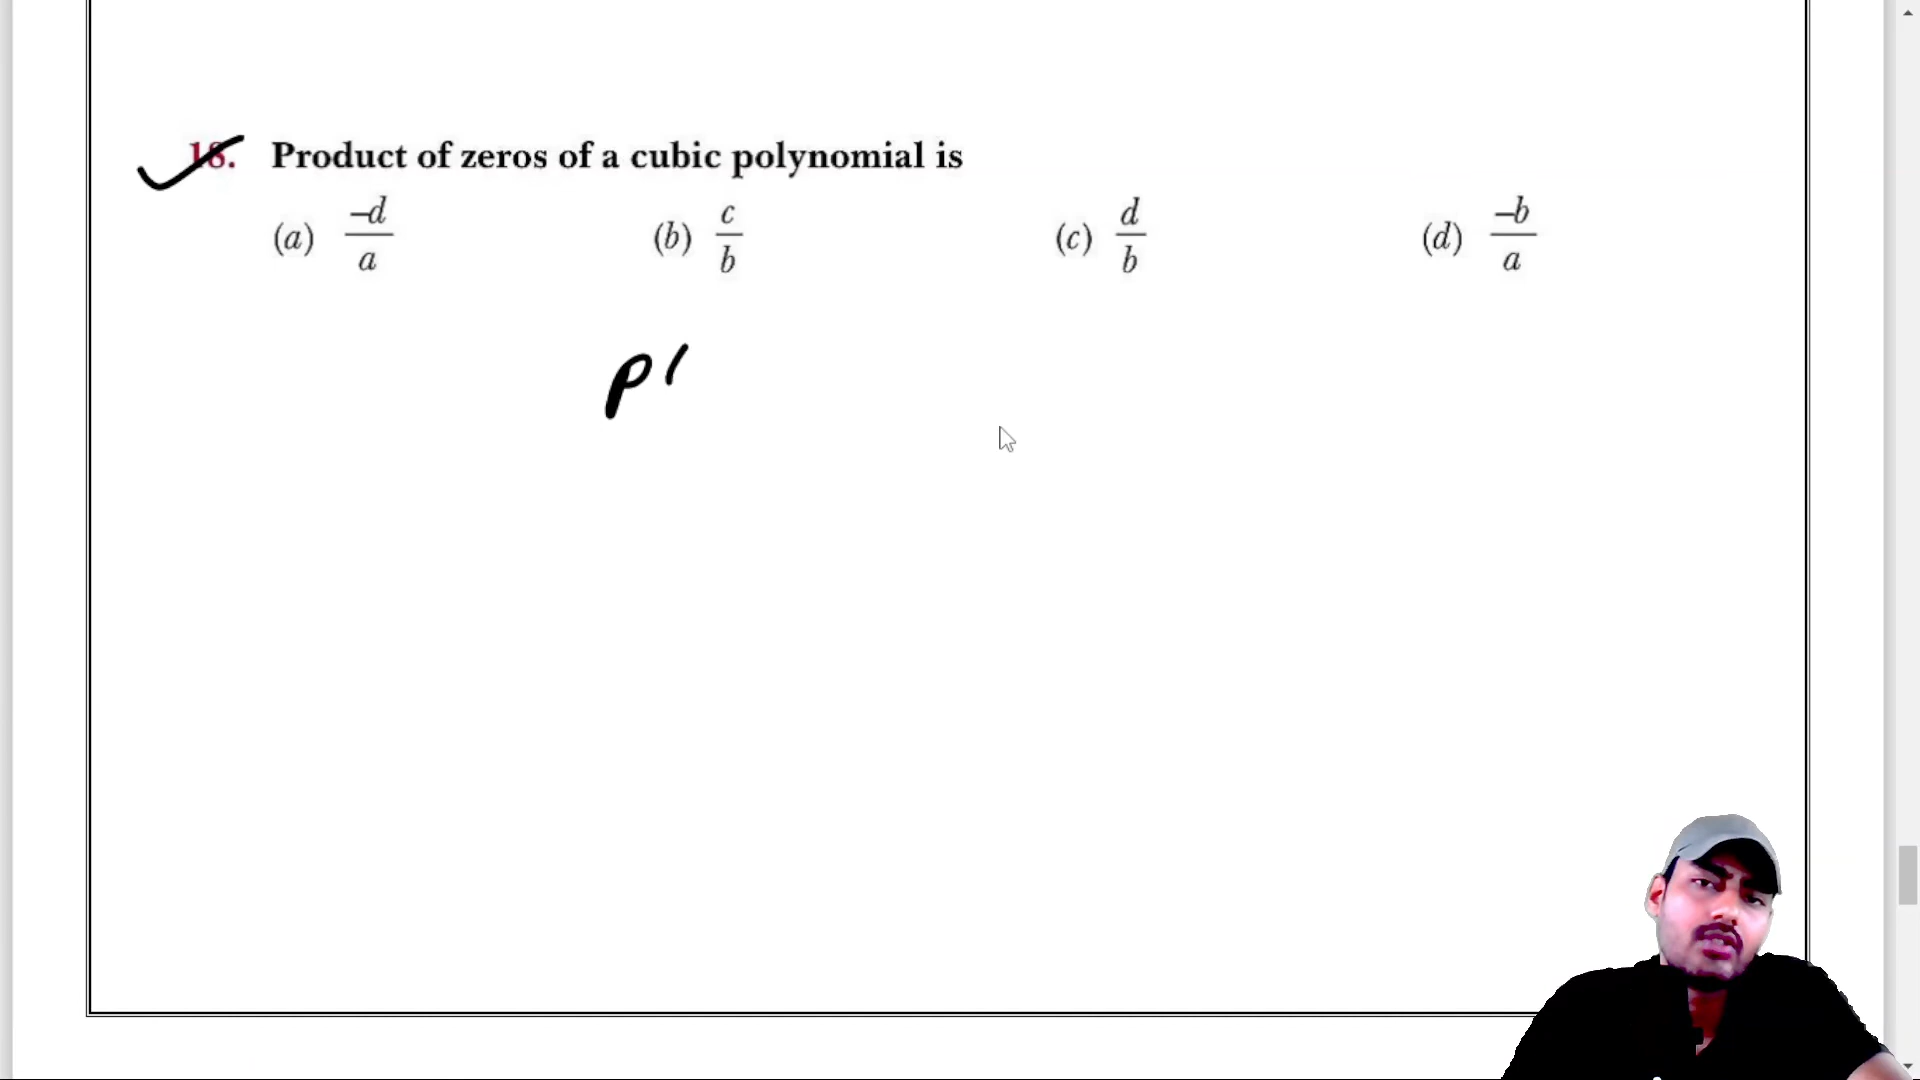 18. Product of zeros of a cubic polynomial is
(a) –d/a (b) c/b (c) d/b (d) –b/a
P(